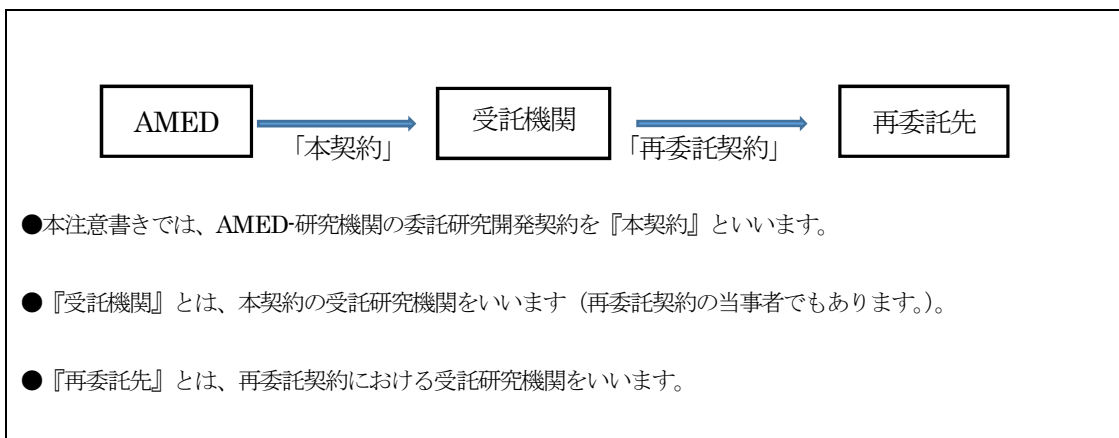 AMED
受託機関
再委託先
「本契約」
「再委託契約」
●本注意書きでは、AMED-研究機関の委託研究開発契約を『本契約』といいます。
●『受託機関』とは、本契約の受託研究機関をいいます（再委託契約の当事者でもあります。）。
●『再委託先』とは、再委託契約における受託研究機関をいいます。